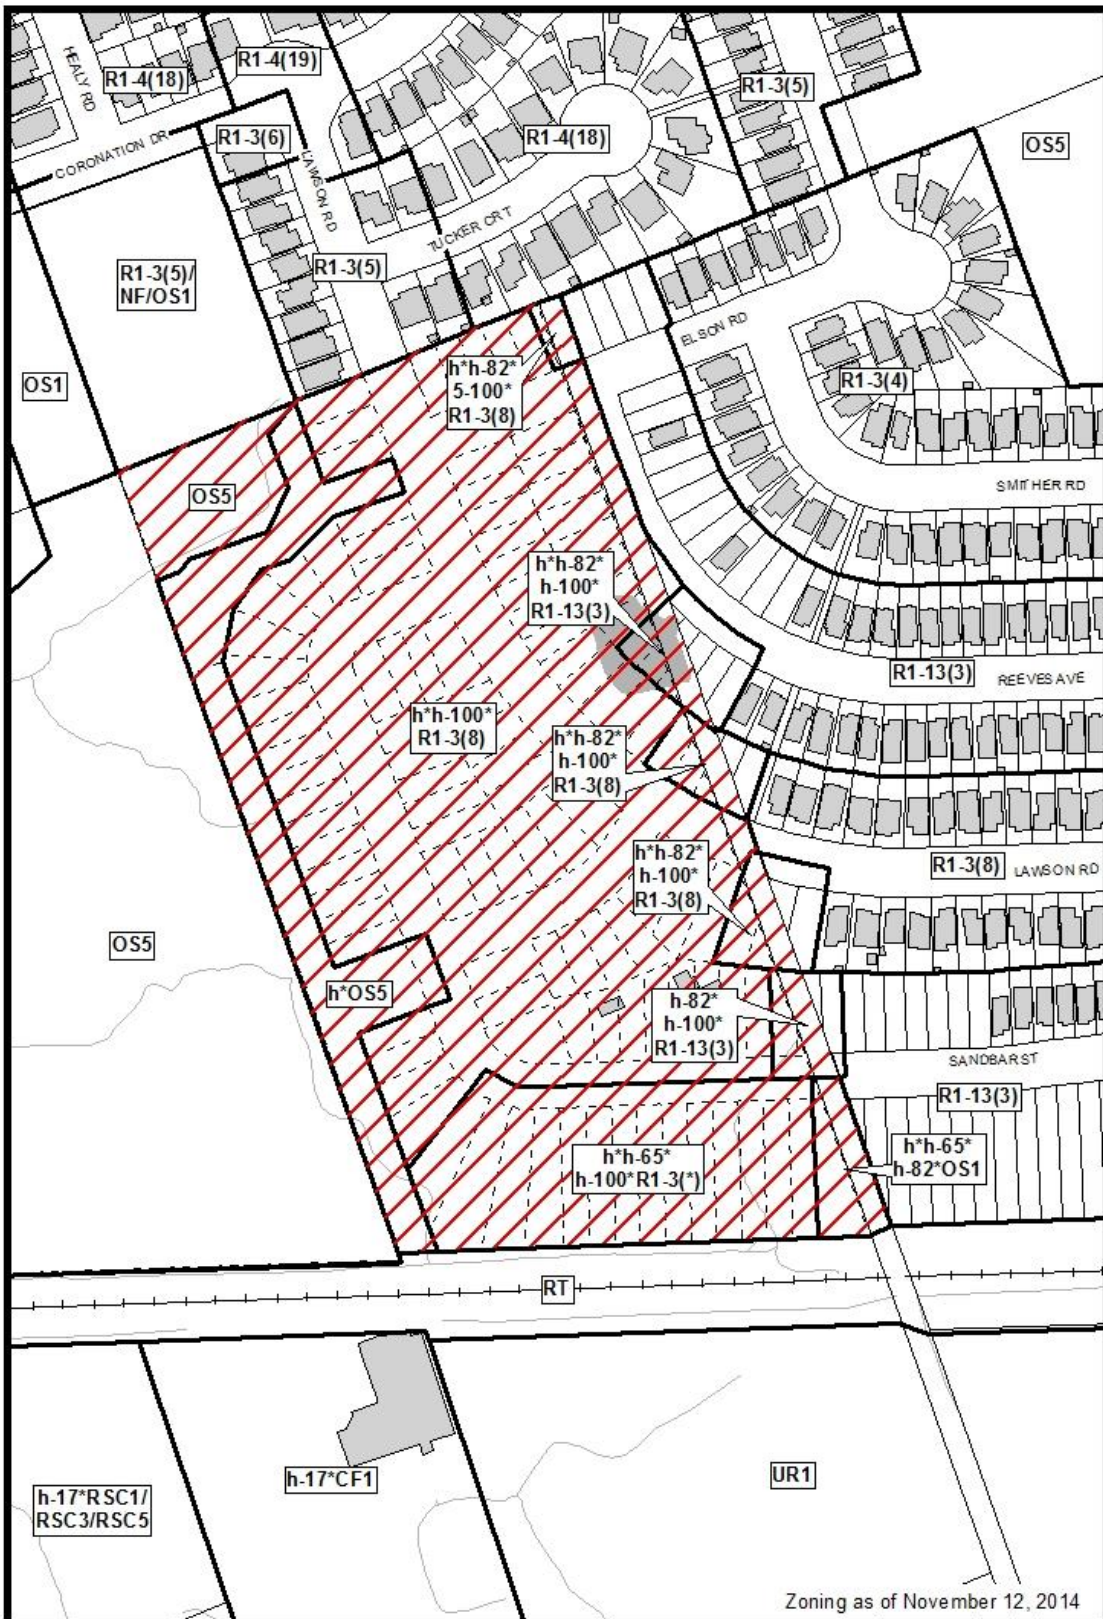 HEALY RD
R1-4(18)
R1-4(19)
R1-3(5)
CORONATION DR
R1-3(6)
LAWSON RD
R1-4(18)
OS5
TUCKER CRT
R1-3(5)/
NF/OS1
R1-3(5)
ELSON RD
OS1
h*h-82*
5-100*
R1-3(8)
R1-3(4)
OS5
SMITHER RD
h*h-82*
h-100*
R1-13(3)
R1-13(3)
REEVES AVE
h*h-100*
R1-3(8)
h*h-82*
h-100*
R1-3(8)
h*h-82*
h-100*
R1-3(8)
R1-3(8)
LAWSON RD
OS5
h*OS5
h-82*
h-100*
R1-13(3)
SANDBAR ST
R1-13(3)
h*h-65*
h-100*R1-3(*)
h*h-65*
h-82*OS1
RT
h-17*RSC1/
RSC3/RSC5
h-17*CF1
UR1
Zoning as of November 12, 2014